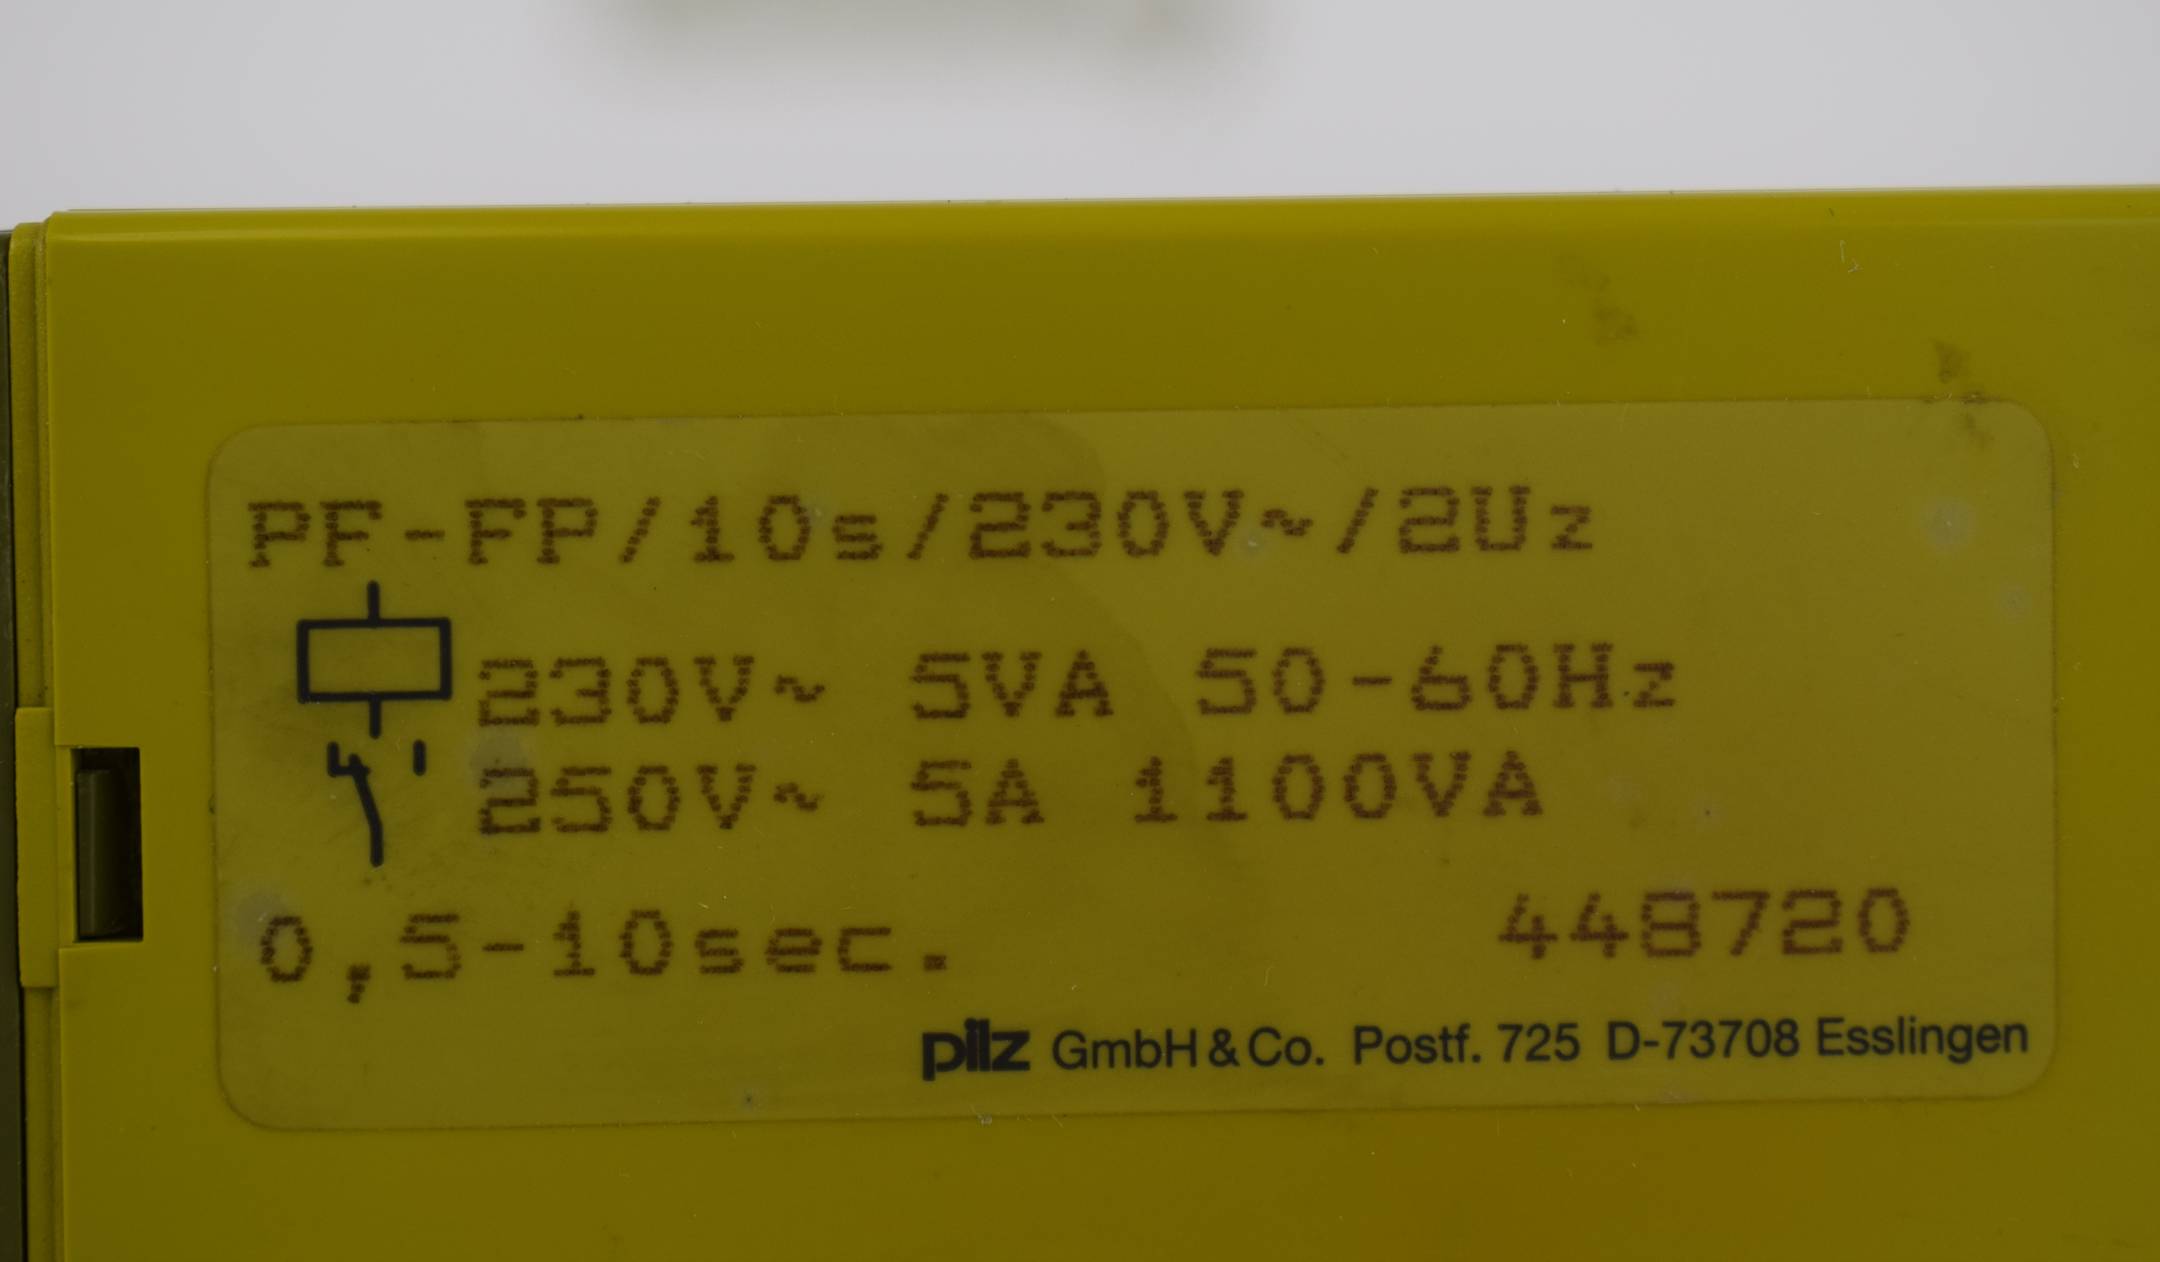 PF-FP/10s/230V~/2Uz
230V~ 5VA 50-60Hz
250V~ 5A 1100VA
0,5-10sec. 448720
pilz GmbH & Co. Postf. 725 D-73708 Esslingen